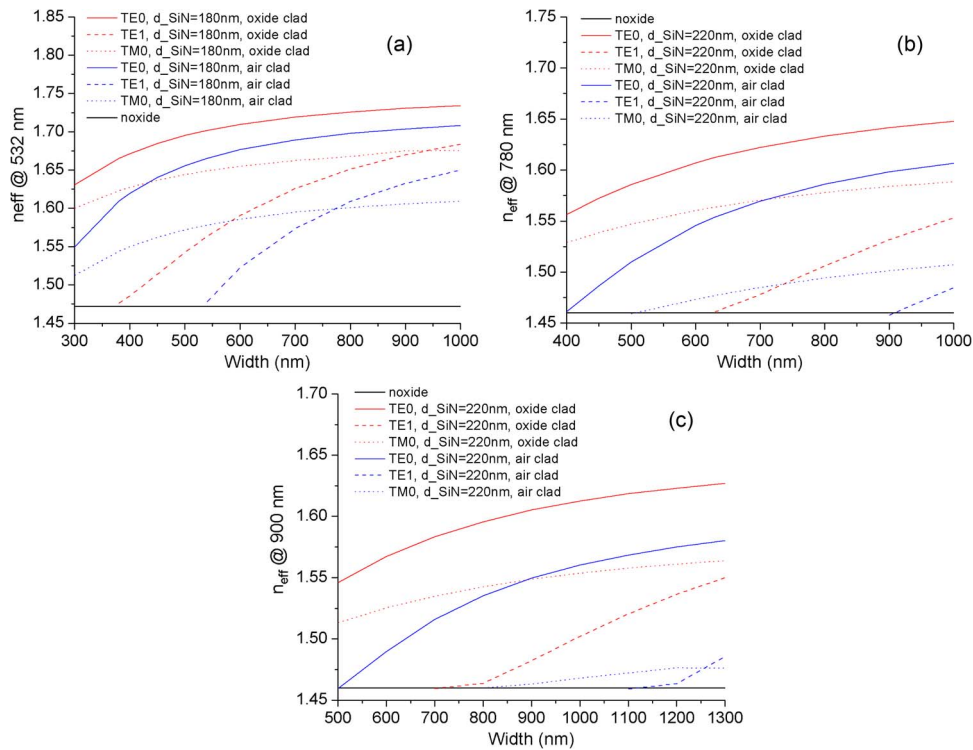 1.85
1.80
1.75
1.70
1.65
1.60
1.55
1.50
1.45
neff @ 532 nm
TE0, d_SiN=180nm, oxide clad
TE1, d_SiN=180nm, oxide clad
TM0, d_SiN=180nm, oxide clad
TE0, d_SiN=180nm, air clad
TE1, d_SiN=180nm, air clad
TM0, d_SiN=180nm, air clad
noxide
(a)
300 400 500 600 700 800 900 1000
Width (nm)
1.75
1.70
1.65
1.60
1.55
1.50
1.45
neff @ 780 nm
noxide
TE0, d_SiN=220nm, oxide clad
TE1, d_SiN=220nm, oxide clad
TM0, d_SiN=220nm, oxide clad
TE0, d_SiN=220nm, air clad
TE1, d_SiN=220nm, air clad
TM0, d_SiN=220nm, air clad
(b)
400 500 600 700 800 900 1000
Width (nm)
1.70
1.60
1.55
1.50
1.45
neff @ 900 nm
noxide
TE0, d_SiN=220nm, oxide clad
TE1, d_SiN=220nm, oxide clad
TM0, d_SiN=220nm, oxide clad
TE0, d_SiN=220nm, air clad
TE1, d_SiN=220nm, air clad
TM0, d_SiN=220nm, air clad
(c)
500 600 700 800 900 1000 1100 1200 1300
Width (nm)